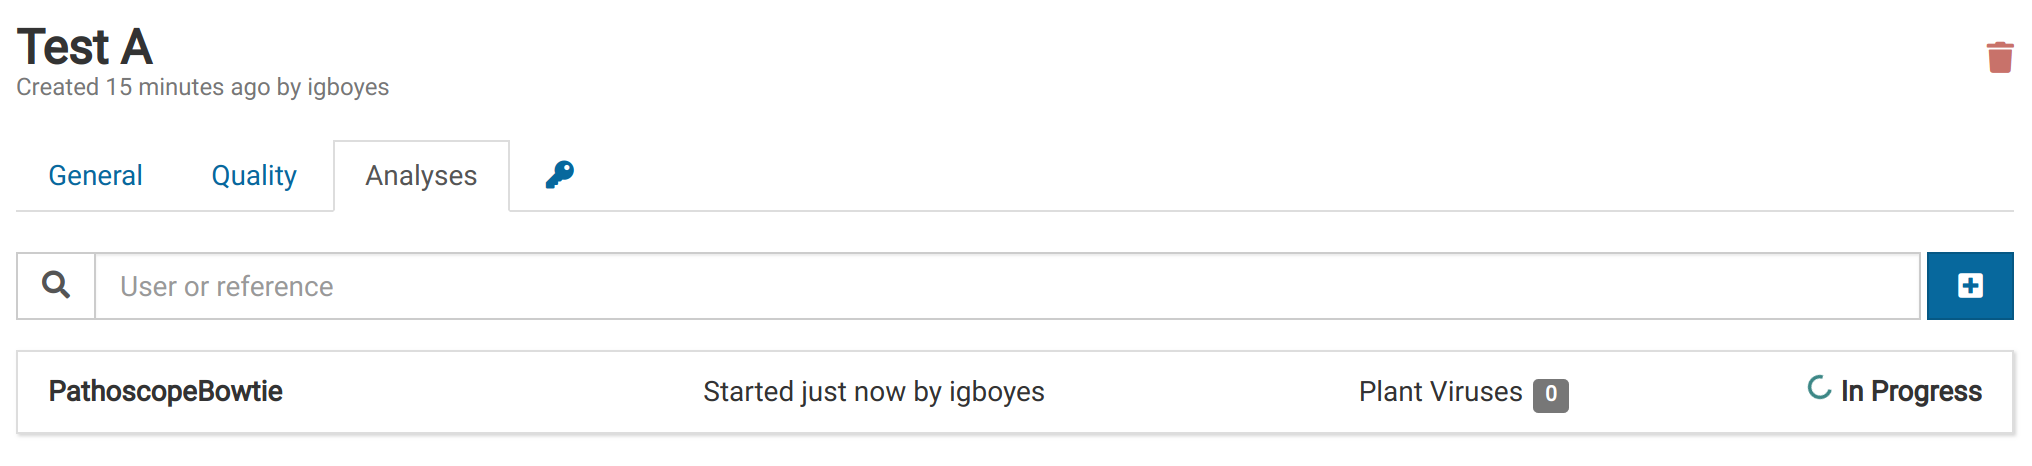 Test A
Created 15 minutes ago by igboyes
General Quality Analyses
User or reference
PathoscopeBowtie Started just now by igboyes Plant Viruses 0 In Progress